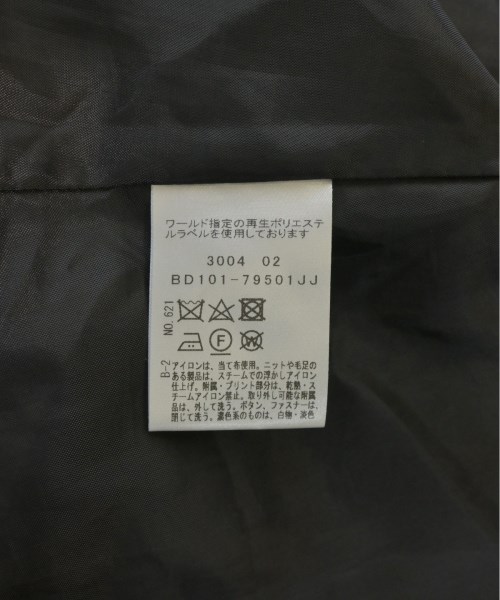 ワールド指定の再生ポリエステ
ルラベルを使用しております
3004 02
BD101-79501JJ
NO.621
F
W
B-2
アイロンは、当て布使用。ニットや毛足の
ある製品は、スチームでの浮かしアイロン
仕上げ。附属・プリント部分は、乾熱・ス
チームアイロン禁止。取り外し可能な附属
品は、外して洗う。ボタン、ファスナーは、
閉じて洗う。濃色系のものは、白物・淡色